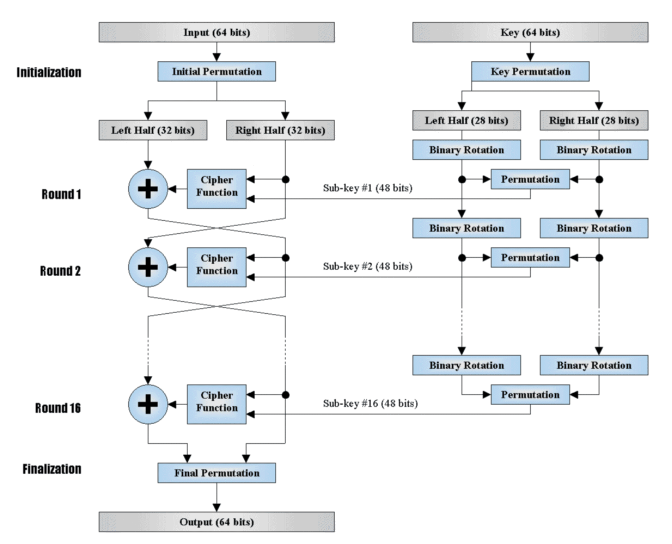 Input (64 bits)
Key (64 bits)
Initialization
Initial Permutation
Key Permutation
Left Half (32 bits)
Right Half (32 bits)
Left Half (28 bits)
Right Half (28 bits)
Binary Rotation
Binary Rotation
Round 1
Cipher
Function
Sub-key #1 (48 bits)
Permutation
Binary Rotation
Binary Rotation
Round 2
Cipher
Function
Sub-key #2 (48 bits)
Permutation
Binary Rotation
Binary Rotation
Round 16
Cipher
Function
Sub-key #16 (48 bits)
Permutation
Finalization
Final Permutation
Output (64 bits)